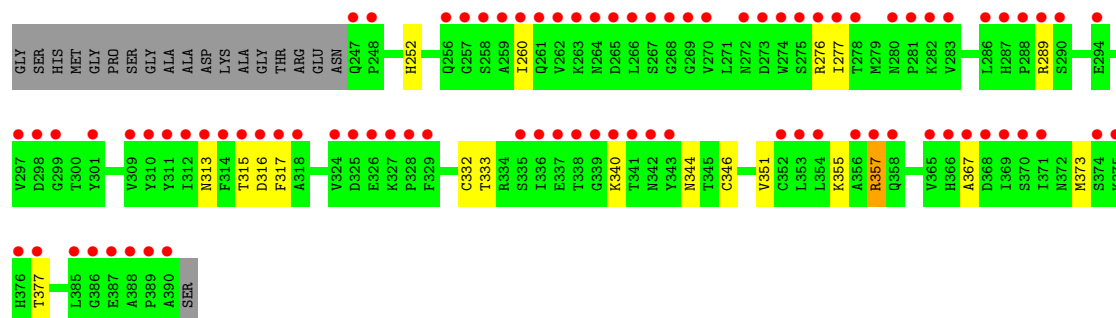 GLY SER HIS MET GLY PRO SER GLY ALA ALA ASP LYS ALA GLY THR ARG GLU ASN Q247 P248 H252 Q256 G257 S258 A259 I260 Q261 V262 K263 N264 D265 L266 S267 G268 G269 V270 L271 N272 D273 W274 S275 R276 I277 T278 M279 N280 P281 K282 V283 L286 H287 P288 R289 S290 E294
V297 D298 G299 T300 Y301 V309 Y310 Y311 I312 N313 F314 T315 D316 F317 A318 V324 D325 E326 K327 P328 F329 C332 T333 R334 S335 I336 E337 T338 G339 K340 T341 N342 Y343 N344 T345 C346 V351 C352 L353 L354 K355 A356 R357 Q358 V365 H366 A367 D368 I369 S370 I371 N372 M373 S374 K375
H376 T377 L385 G386 E387 A388 P389 A390 SER